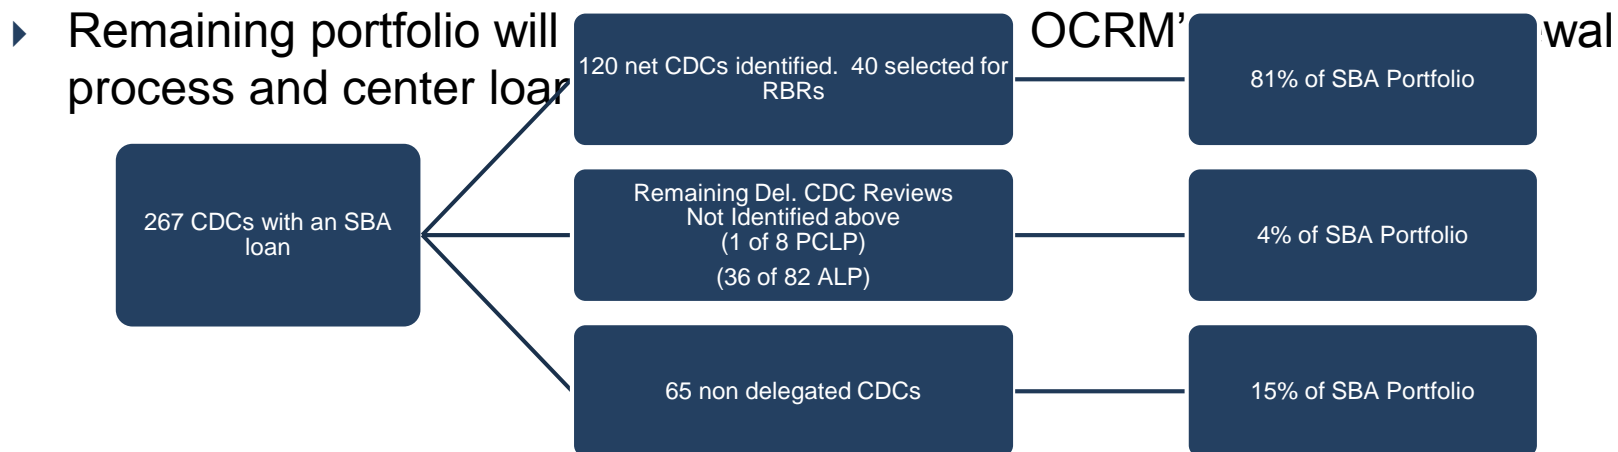 Remaining portfolio will OCRM’ wal
process and center loan
120 net CDCs identified. 40 selected for
RBRs
81% of SBA Portfolio
267 CDCs with an SBA
loan
Remaining Del. CDC Reviews
Not Identified above
(1 of 8 PCLP)
(36 of 82 ALP)
4% of SBA Portfolio
65 non delegated CDCs
15% of SBA Portfolio